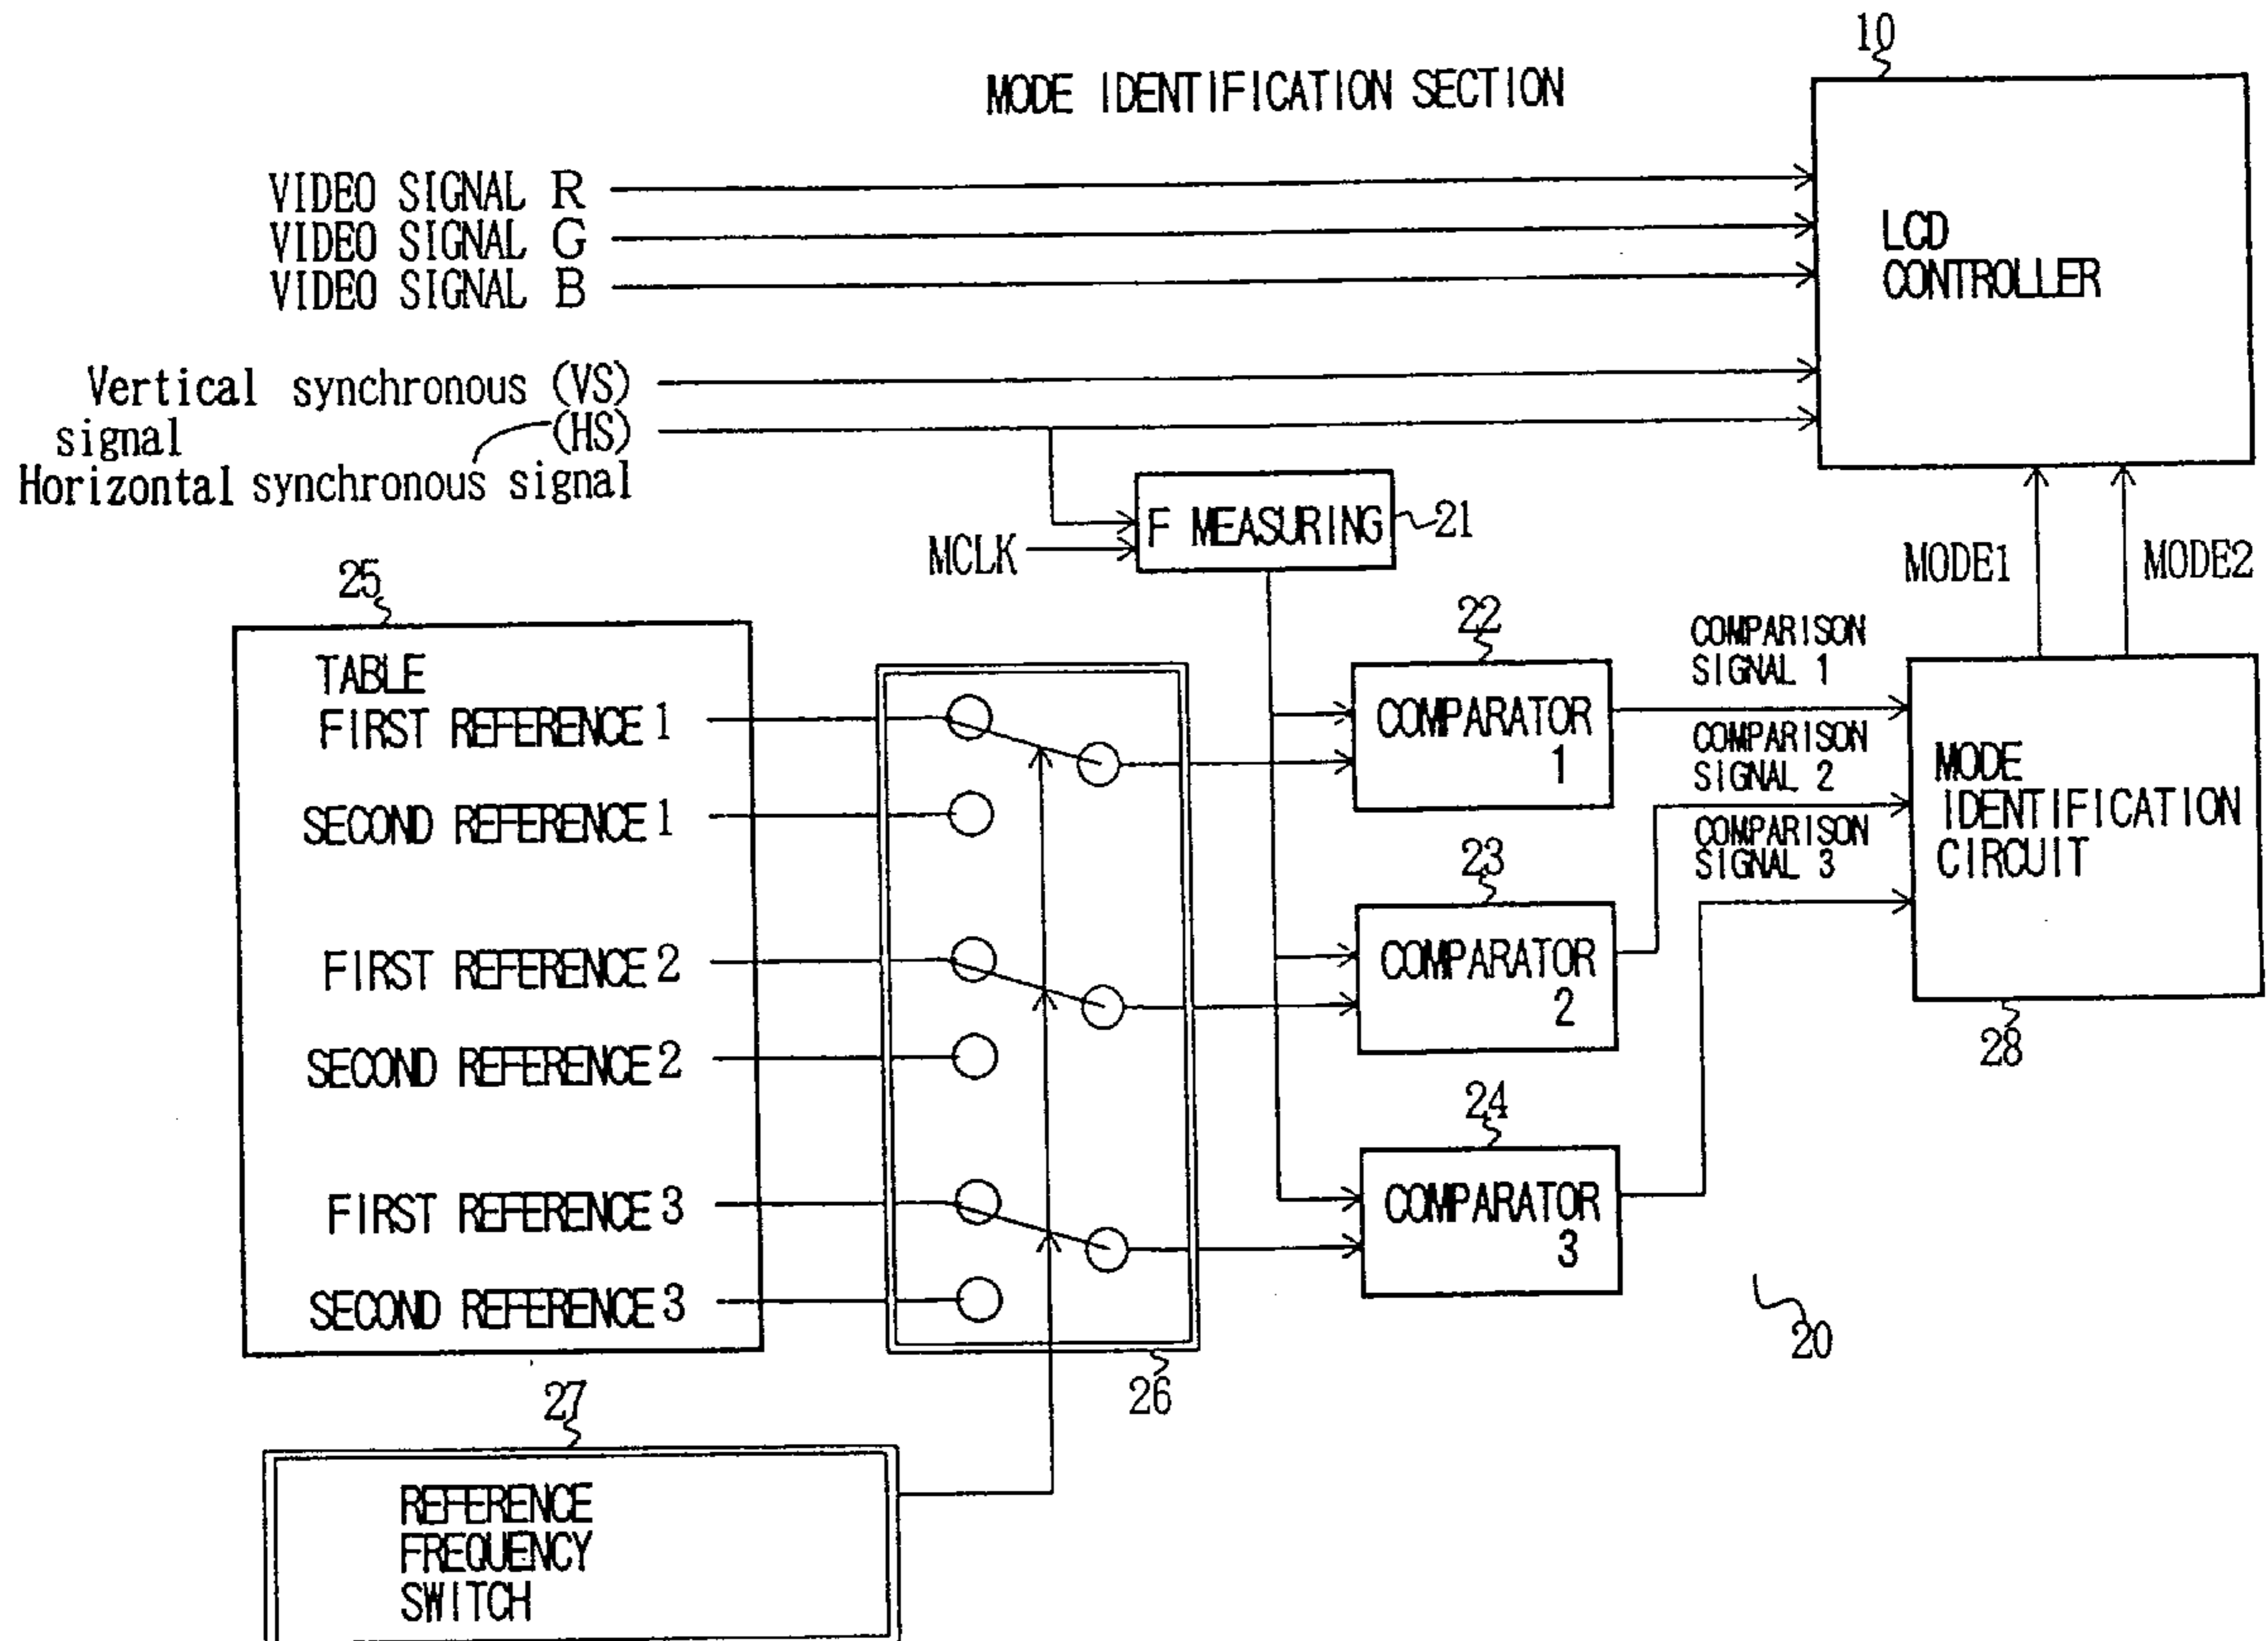 10
MODE IDENTIFICATION SECTION
VIDEO SIGNAL R
VIDEO SIGNAL G
VIDEO SIGNAL B
LCD
CONTROLLER
Vertical synchronous (VS)
signal (HS)
Horizontal synchronous signal
F MEASURING
21
MCLK
MODE1
MODE2
25
TABLE
FIRST REFERENCE 1
SECOND REFERENCE 1
FIRST REFERENCE 2
SECOND REFERENCE 2
FIRST REFERENCE 3
SECOND REFERENCE 3
22
COMPARATOR
1
COMPARISON
SIGNAL 1
COMPARISON
SIGNAL 2
COMPARISON
SIGNAL 3
MODE
IDENTIFICATION
CIRCUIT
23
COMPARATOR
2
28
24
COMPARATOR
3
20
26
27
REFERENCE
FREQUENCY
SWITCH